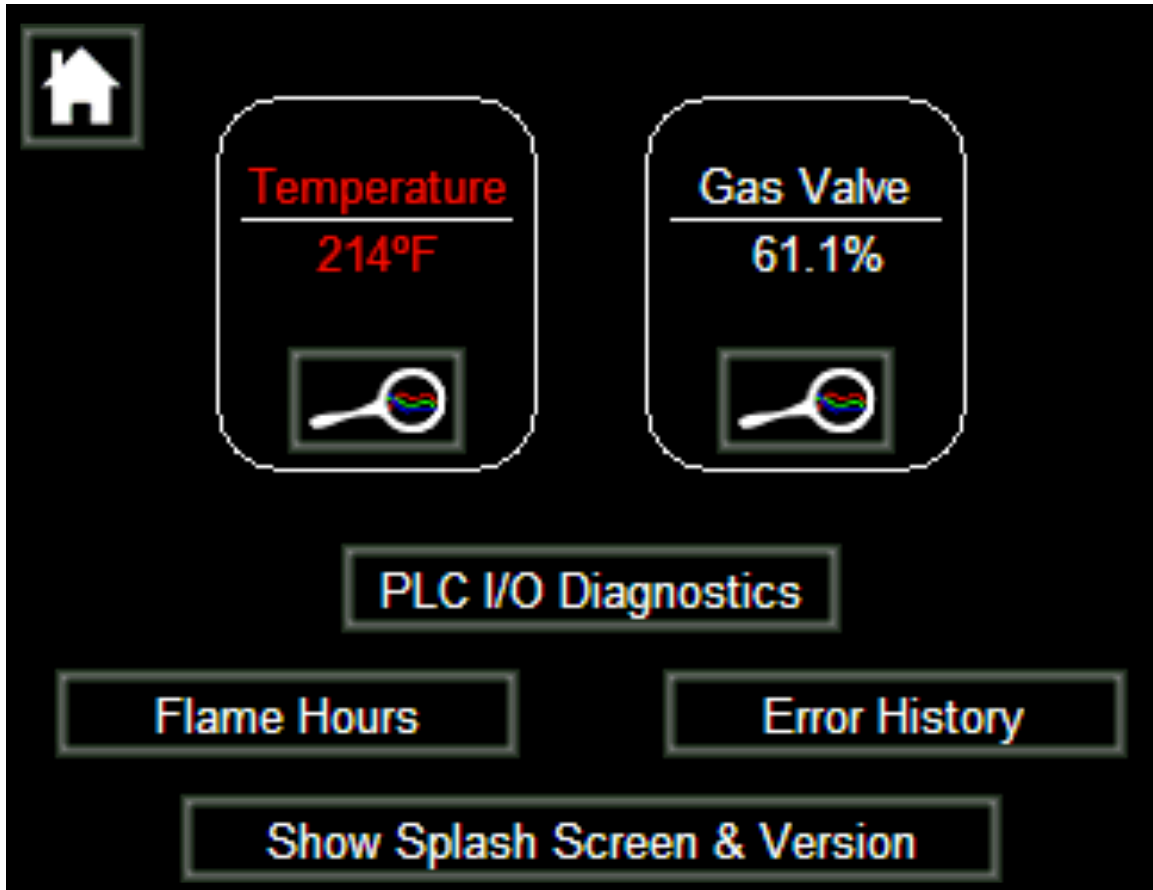 Temperature
214ºF
Gas Valve
61.1%
PLC I/O Diagnostics
Flame Hours
Error History
Show Splash Screen & Version